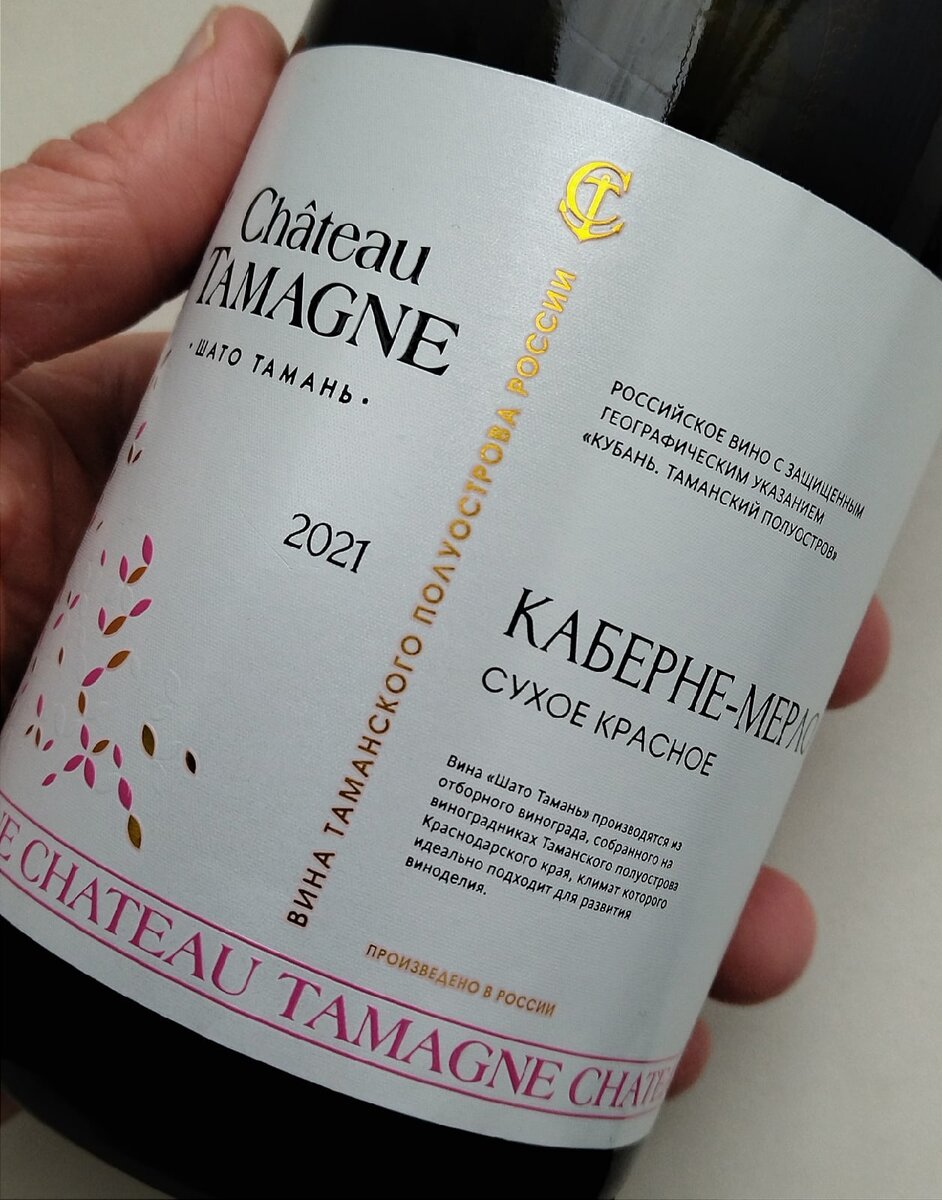 Château
TAMAGNE
• ШАТО ТАМАНЬ •
2021
ВИНА ТАМАНСКОГО ПОЛУОСТРОВА РОССИИ
РОССИЙСКОЕ ВИНО С ЗАЩИЩЕННЫМ
ГЕОГРАФИЧЕСКИМ УКАЗАНИЕМ
«КУБАНЬ. ТАМАНСКИЙ ПОЛУОСТРОВ»
КАБЕРНЕ-МЕРЛО
СУХОЕ КРАСНОЕ
Вина «Шато Тамань» производятся из
отборного винограда, собранного на
виноградниках Таманского полуострова
Краснодарского края, климат которого
идеально подходит для развития
виноделия.
ПРОИЗВЕДЕНО В РОССИИ
CHATEAU TAMAGNE CHATE